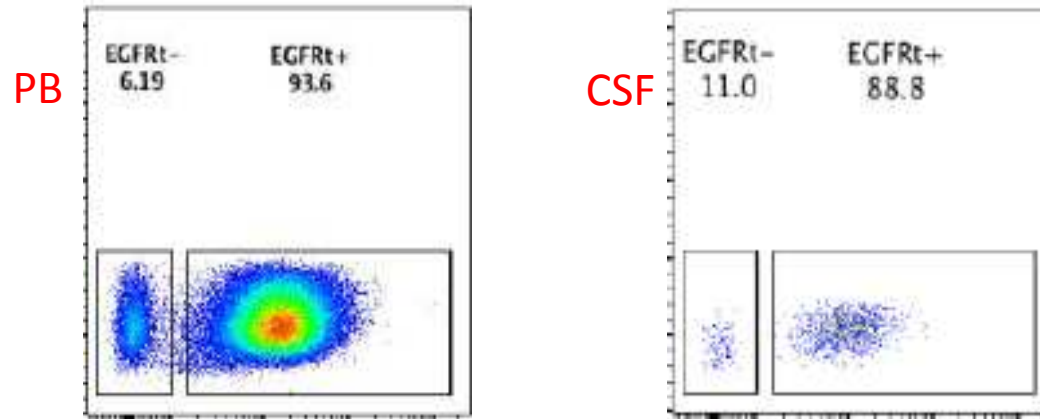 PB
EGFRt- EGFRt+
6.19 93.6
CSF
EGFRt- EGFRt+
11.0 88.8